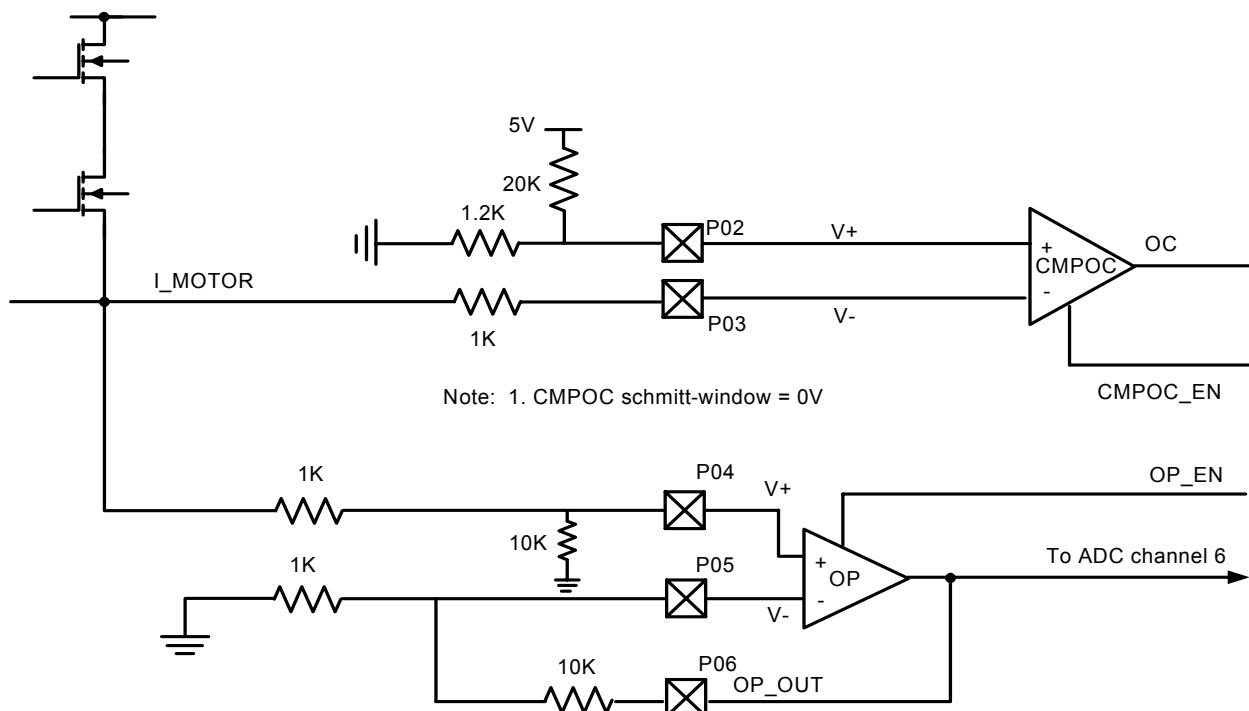 5V
20K
1.2K
P02
V+
+
CMPOC
-
OC
I_MOTOR
1K
P03
V-
Note: 1. CMPOC schmitt-window = 0V
CMPOC_EN
1K
P04
V+
OP_EN
10K
1K
P05
V-
+
OP
-
To ADC channel 6
10K
P06
OP_OUT